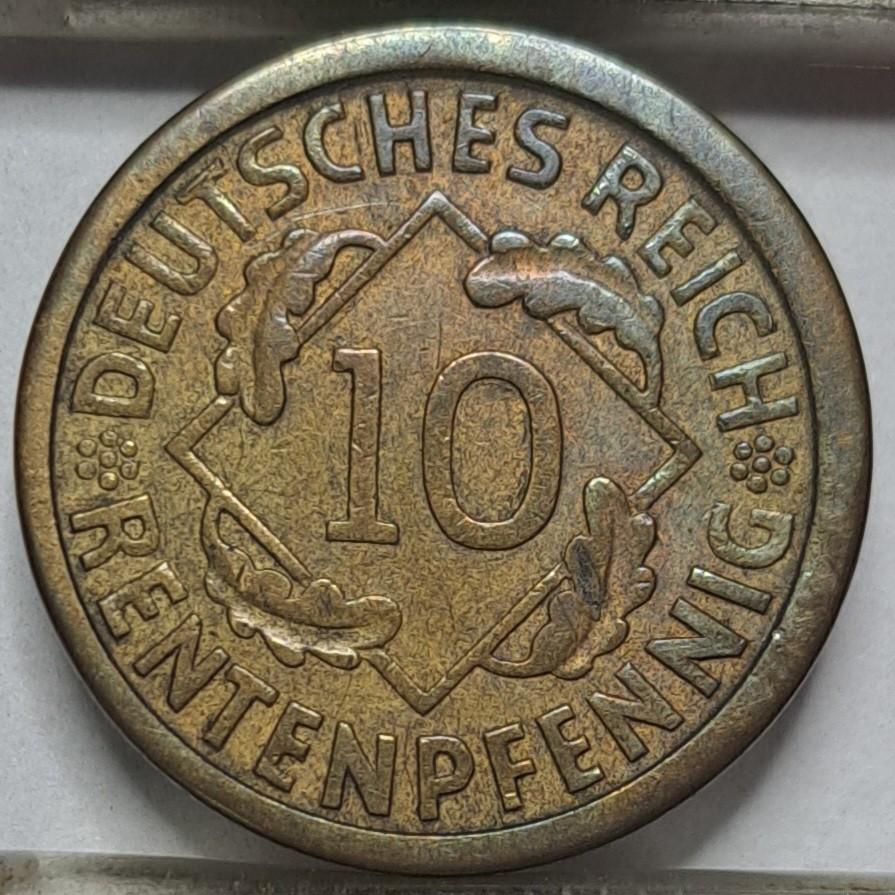 DEUTSCHES REICH
10
RENTENPFENNIG